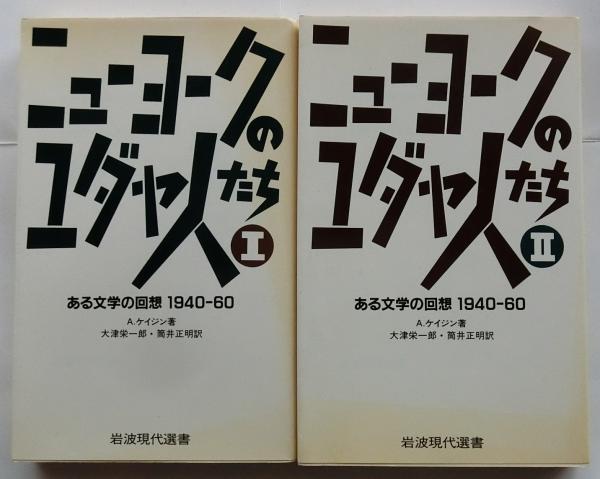 ニューヨークの
ユダヤ人たち
I
ある文学の回想 1940-60
A.ケイジン著
大津栄一郎・筒井正明訳
岩波現代選書
ニューヨークの
ユダヤ人たち
II
ある文学の回想 1940-60
A.ケイジン著
大津栄一郎・筒井正明訳
岩波現代選書